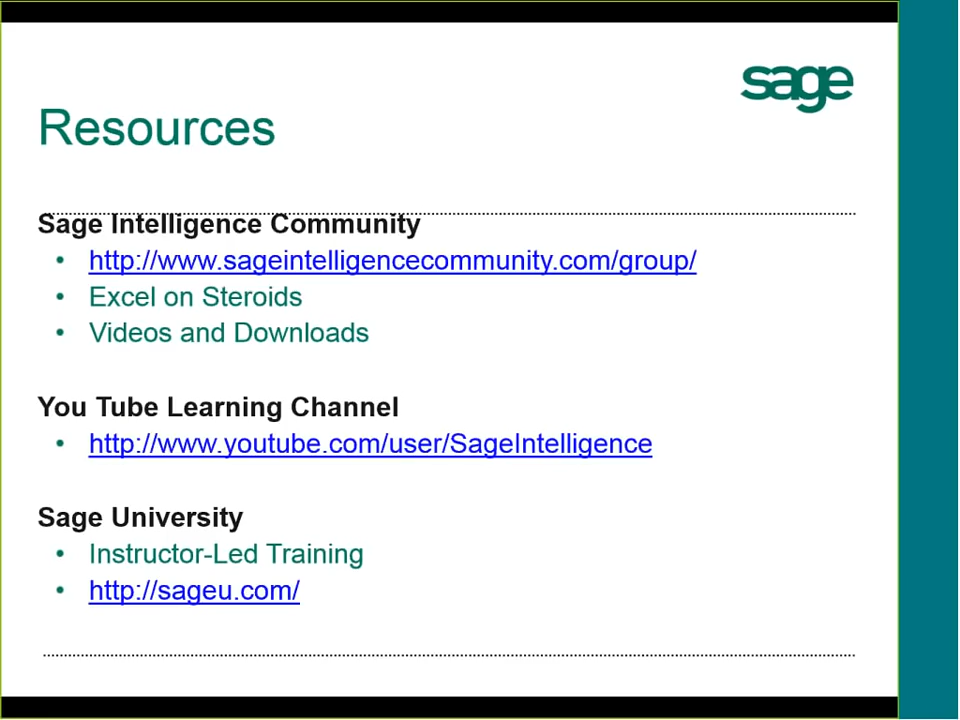 sage
Resources
Sage Intelligence Community
• http://www.sageintelligencecommunity.com/group/
• Excel on Steroids
• Videos and Downloads
You Tube Learning Channel
• http://www.youtube.com/user/SageIntelligence
Sage University
• Instructor-Led Training
• http://sageu.com/